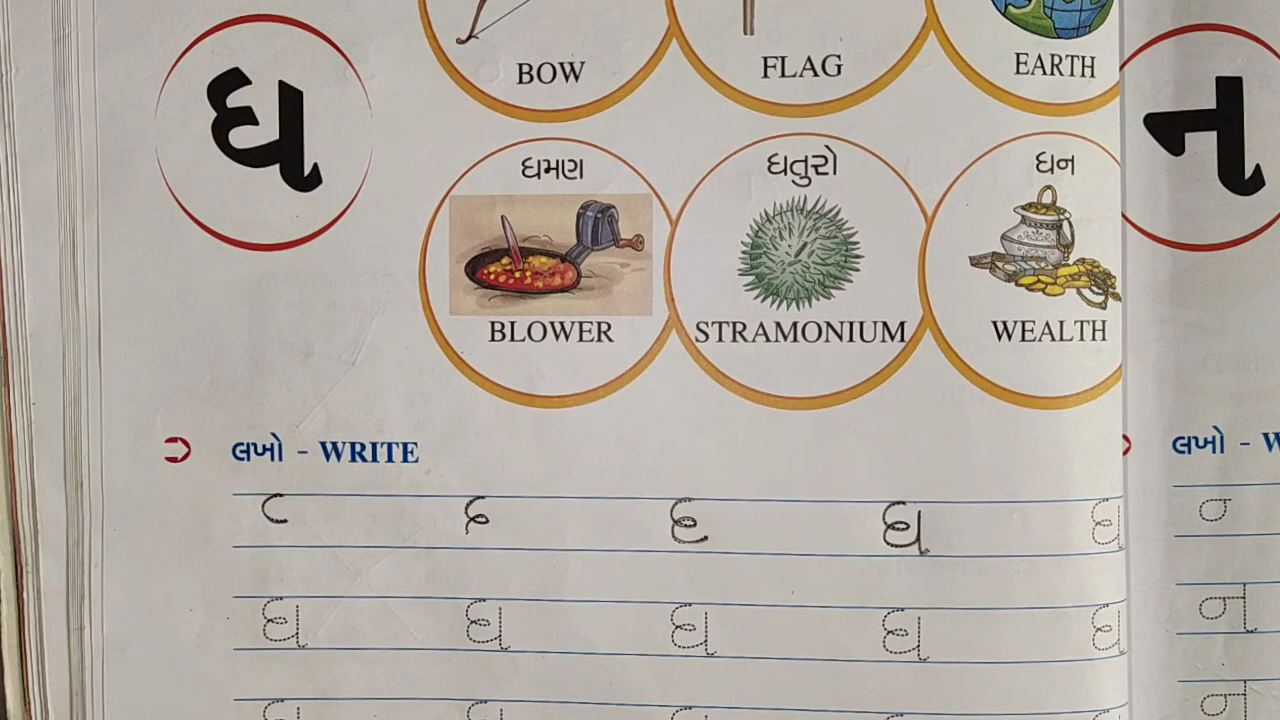 ધ
BOW
FLAG
EARTH
ન
ધમણ
ધતુરો
ધન
BLOWER
STRAMONIUM
WEALTH
લખો - WRITE
લખો - W
ધ ધ
ધ ધ ધ ધ ધ
ન